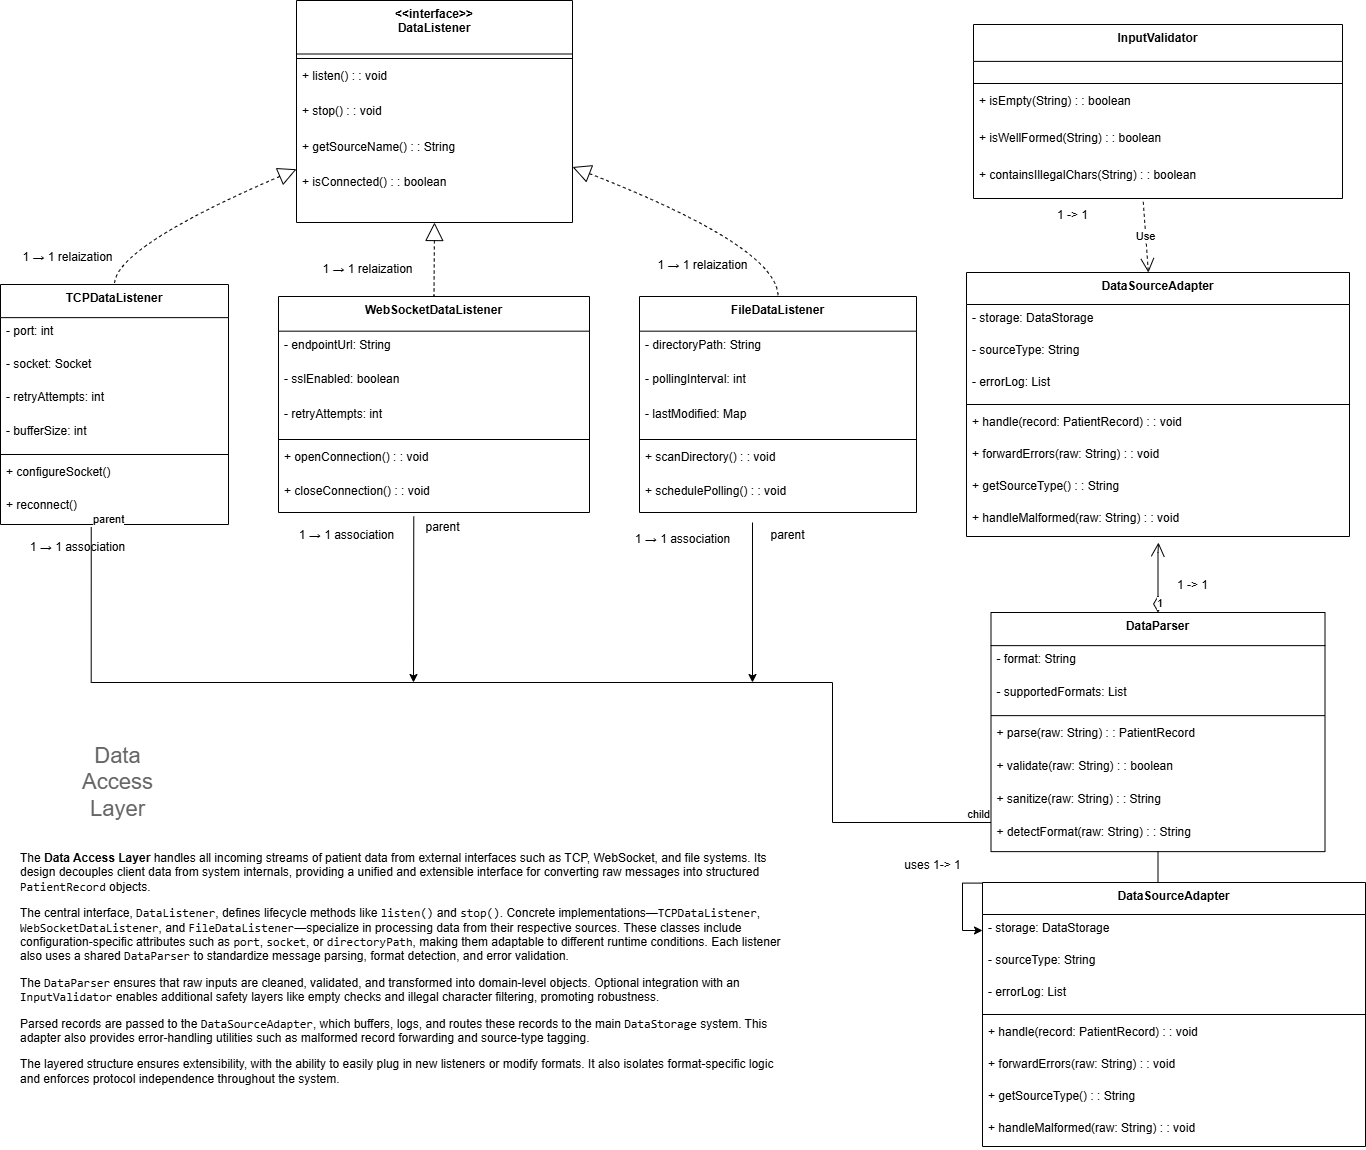 <<interface>>
DataListener
+ listen() : : void
+ stop() : : void
+ getSourceName() : : String
+ isConnected() : : boolean
InputValidator
+ isEmpty(String) : : boolean
+ isWellFormed(String) : : boolean
+ containsIllegalChars(String) : : boolean
1 -> 1
Use
1 → 1 relaization
1 → 1 relaization
1 → 1 relaization
TCPDataListener
- port: int
- socket: Socket
- retryAttempts: int
- bufferSize: int
+ configureSocket()
+ reconnect()
parent
1 → 1 association
WebSocketDataListener
- endpointUrl: String
- sslEnabled: boolean
- retryAttempts: int
+ openConnection() : : void
+ closeConnection() : : void
1 → 1 association
parent
FileDataListener
- directoryPath: String
- pollingInterval: int
- lastModified: Map
+ scanDirectory() : : void
+ schedulePolling() : : void
1 → 1 association
parent
DataSourceAdapter
- storage: DataStorage
- sourceType: String
- errorLog: List
+ handle(record: PatientRecord) : : void
+ forwardErrors(raw: String) : : void
+ getSourceType() : : String
+ handleMalformed(raw: String) : : void
1 -> 1
1
DataParser
- format: String
- supportedFormats: List
+ parse(raw: String) : : PatientRecord
+ validate(raw: String) : : boolean
+ sanitize(raw: String) : : String
+ detectFormat(raw: String) : : String
child
uses 1-> 1
DataSourceAdapter
- storage: DataStorage
- sourceType: String
- errorLog: List
+ handle(record: PatientRecord) : : void
+ forwardErrors(raw: String) : : void
+ getSourceType() : : String
+ handleMalformed(raw: String) : : void
Data
Access
Layer
The Data Access Layer handles all incoming streams of patient data from external interfaces such as TCP, WebSocket, and file systems. Its
design decouples client data from system internals, providing a unified and extensible interface for converting raw messages into structured
PatientRecord objects.
The central interface, DataListener, defines lifecycle methods like listen() and stop(). Concrete implementations—TCPDataListener,
WebSocketDataListener, and FileDataListener—specialize in processing data from their respective sources. These classes include
configuration-specific attributes such as port, socket, or directoryPath, making them adaptable to different runtime conditions. Each listener
also uses a shared DataParser to standardize message parsing, format detection, and error validation.
The DataParser ensures that raw inputs are cleaned, validated, and transformed into domain-level objects. Optional integration with an
InputValidator enables additional safety layers like empty checks and illegal character filtering, promoting robustness.
Parsed records are passed to the DataSourceAdapter, which buffers, logs, and routes these records to the main DataStorage system. This
adapter also provides error-handling utilities such as malformed record forwarding and source-type tagging.
The layered structure ensures extensibility, with the ability to easily plug in new listeners or modify formats. It also isolates format-specific logic
and enforces protocol independence throughout the system.